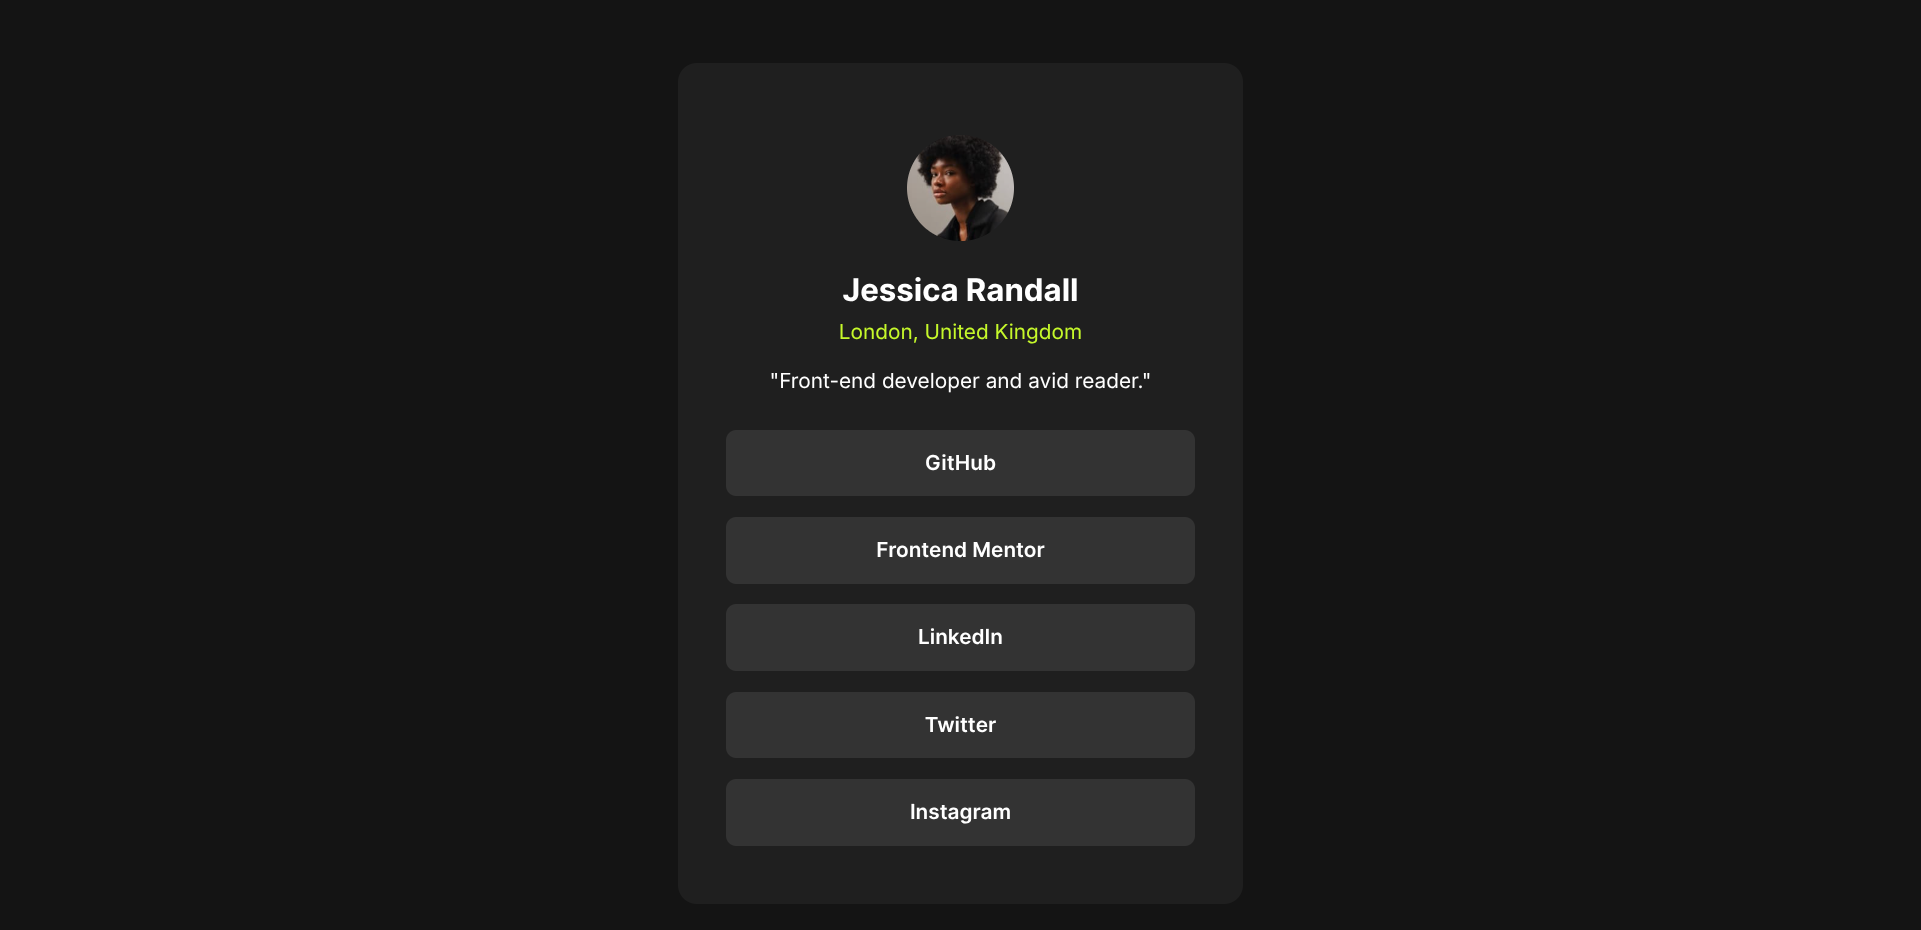 Jessica Randall
London, United Kingdom
"Front-end developer and avid reader."
GitHub
Frontend Mentor
LinkedIn
Twitter
Instagram